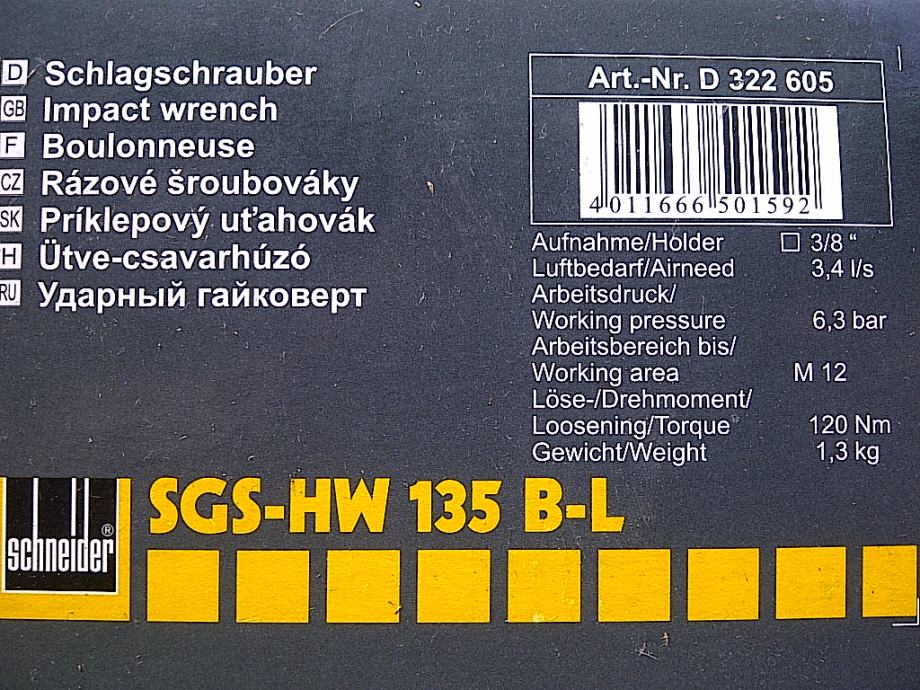 D Schlagschrauber
GB Impact wrench
F Boulonneuse
CZ Rázové šroubováky
SK Príklepový uťahovák
H Ütve-csavarhúzó
RU Ударный гайковерт
Art.-Nr. D 322 605
4 011666 501592
Aufnahme/Holder □ 3/8 “
Luftbedarf/Airneed 3,4 l/s
Arbeitsdruck/
Working pressure 6,3 bar
Arbeitsbereich bis/
Working area M 12
Löse-/Drehmoment/
Loosening/Torque 120 Nm
Gewicht/Weight 1,3 kg
schneider®
SGS-HW 135 B-L